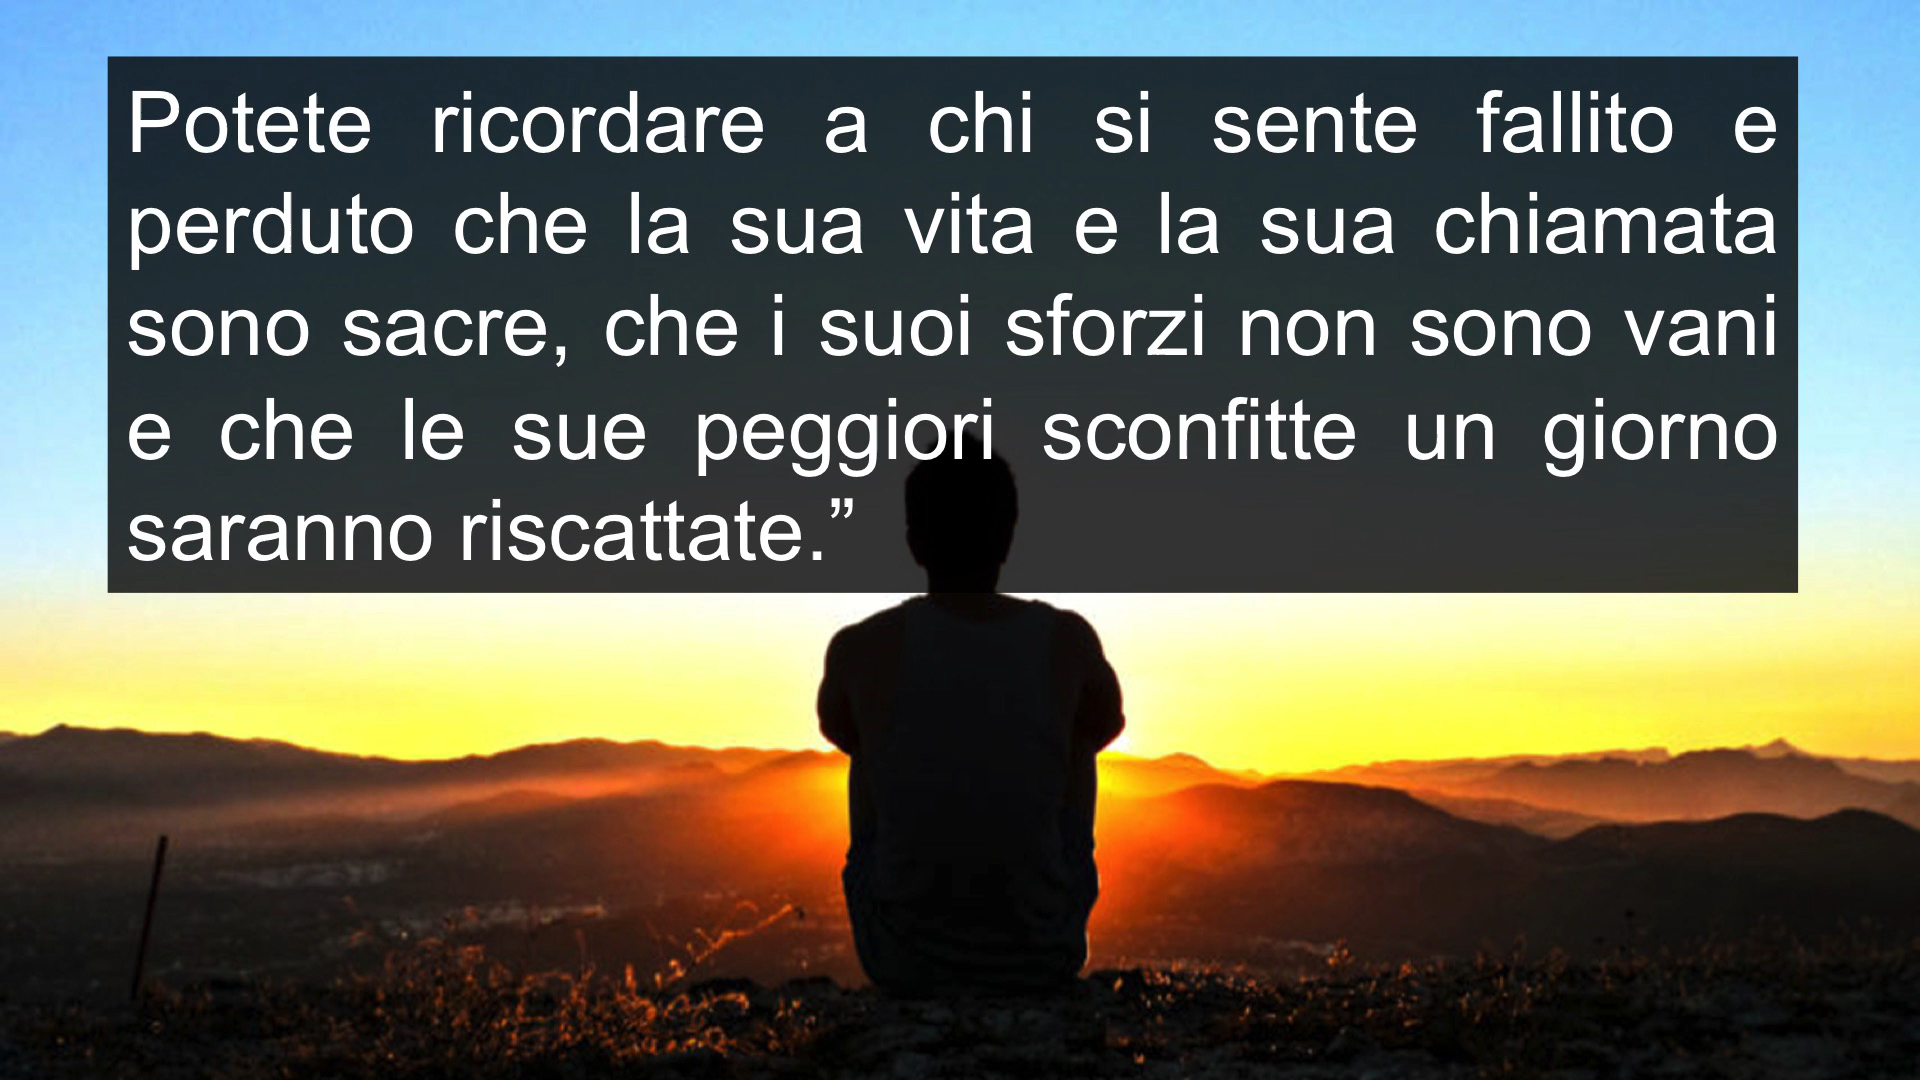 Potete ricordare a chi si sente fallito e
perduto che la sua vita e la sua chiamata
sono sacre, che i suoi sforzi non sono vani
e che le sue peggiori sconfitte un giorno
saranno riscattate.”